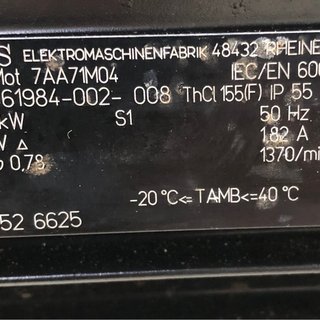 S ELEKTROMASCHINENFABRIK 48432 RHEINE
Mot 7AA71M04 IEC/EN 600
61984-002-008 ThCl 155(F) IP 55
kW S1 50 Hz
V △ 1.82 A
0.78 1370/mi
-20°C<=TAMB<=40°C
52 6625